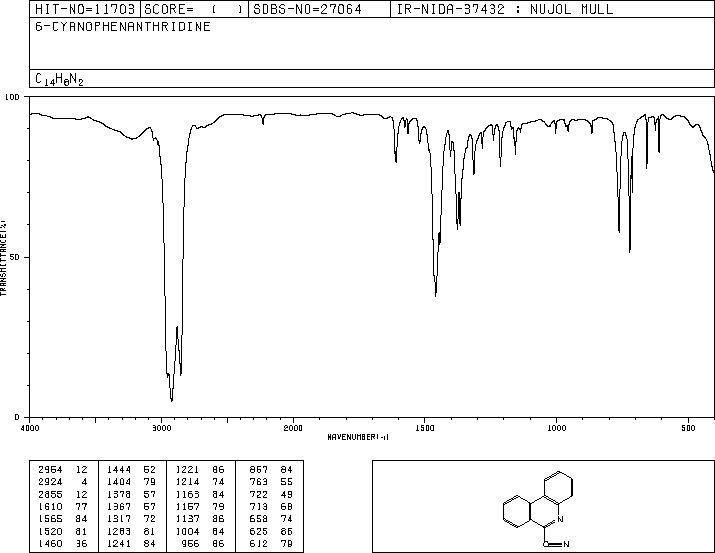 HIT-NO=11703 SCORE= ( ) SDBS-NO=27064 IR-NIDA-37432 : NUJOL MULL
6-CYANOPHENANTHRIDINE
C14H8N2
100
50
0
TRANSMITTANCE(%)
4000 3000 2000 1500 1000 500
WAVENUMBER(-1)
2954 12 1444 52 1221 86 867 84
2924 4 1404 79 1214 74 763 55
2855 12 1378 57 1163 84 722 49
1610 77 1367 57 1157 79 713 68
1565 84 1317 72 1137 86 658 74
1520 81 1283 81 1004 84 625 86
1460 36 1241 84 966 86 612 79
N
C≡N